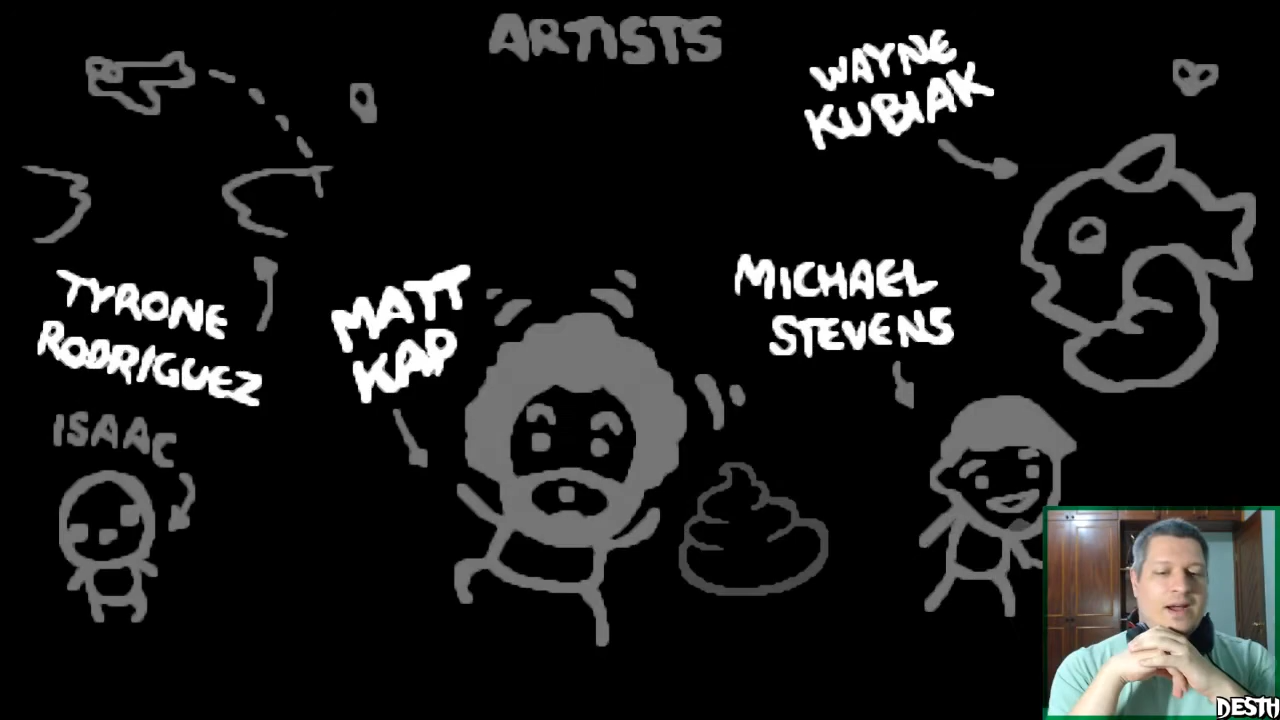 ARTISTS
WAYNE
KUBIAK
TYRONE
RODRIGUEZ
MATT
KAP
MICHAEL
STEVENS
ISAAC
DESTH